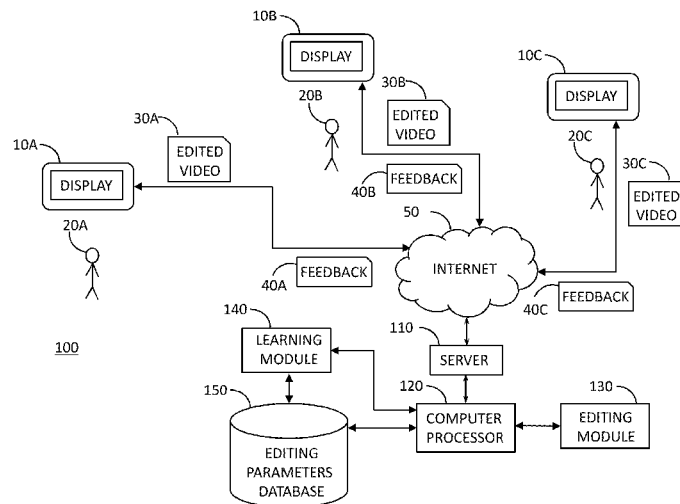 10B
DISPLAY
20B
30B
EDITED
VIDEO
40B
FEEDBACK
10C
DISPLAY
20C
30C
EDITED
VIDEO
10A
DISPLAY
20A
30A
EDITED
VIDEO
40A
FEEDBACK
50
INTERNET
40C
FEEDBACK
100
140
LEARNING
MODULE
110
SERVER
150
EDITING
PARAMETERS
DATABASE
120
COMPUTER
PROCESSOR
130
EDITING
MODULE